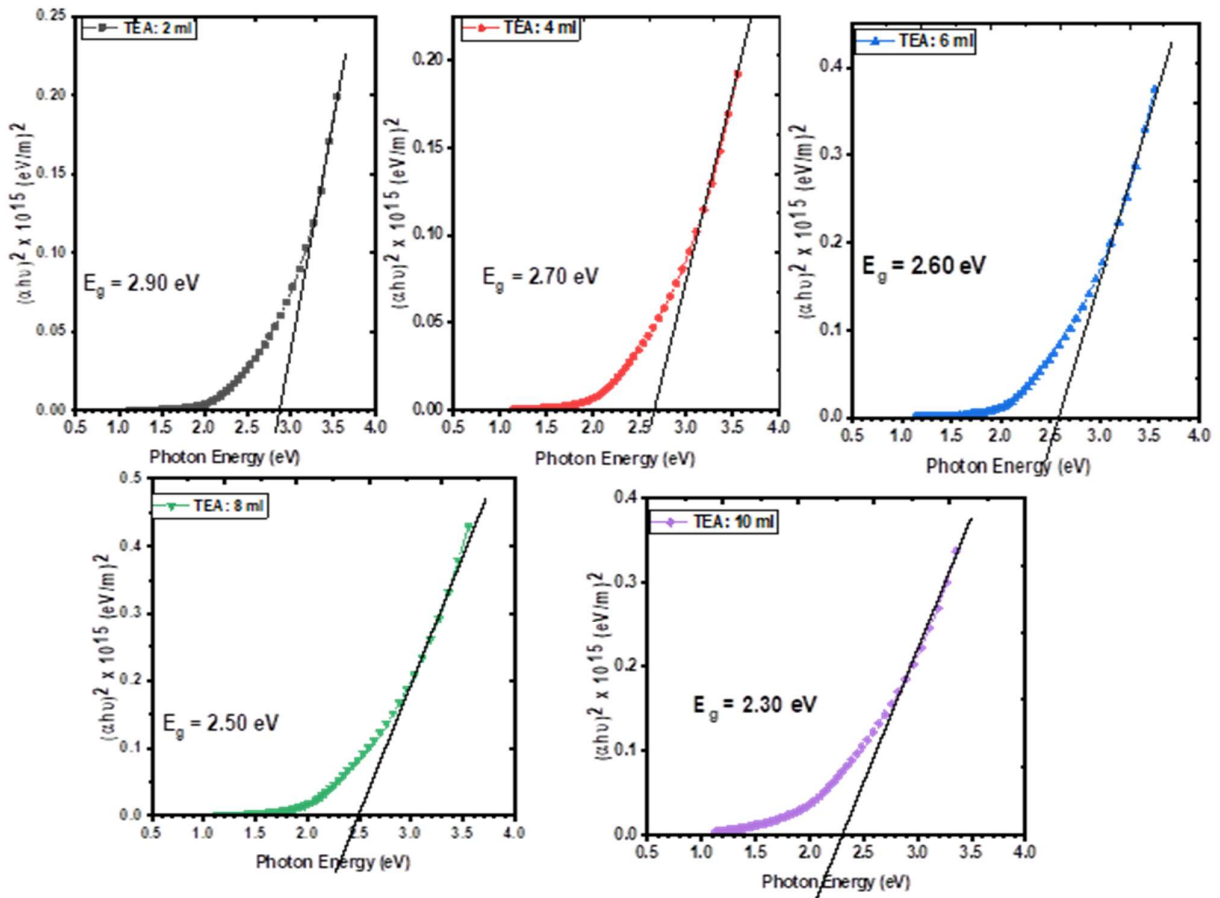 TEA: 2 ml
(αhυ)² x 10¹⁵ (eV/m)²
0.25
0.20
0.15
0.10
0.05
0.00
E_g = 2.90 eV
0.5 1.0 1.5 2.0 2.5 3.0 3.5 4.0
Photon Energy (eV)
TEA: 4 ml
(αhυ)² x 10¹⁵ (eV/m)²
0.20
0.15
0.10
0.05
0.00
E_g = 2.70 eV
0.5 1.0 1.5 2.0 2.5 3.0 3.5 4.0
Photon Energy (eV)
TEA: 6 ml
(αhυ)² x 10¹⁵ (eV/m)²
0.4
0.3
0.2
0.1
0.0
E_g = 2.60 eV
0.5 1.0 1.5 2.0 2.5 3.0 3.5 4.0
Photon Energy (eV)
TEA: 8 ml
(αhυ)² x 10¹⁵ (eV/m)²
0.5
0.4
0.3
0.2
0.1
0.0
E_g = 2.50 eV
0.5 1.0 1.5 2.0 2.5 3.0 3.5 4.0
Photon Energy (eV)
TEA: 10 ml
(αhυ)² x 10¹⁵ (eV/m)²
0.4
0.3
0.2
0.1
0.0
E_g = 2.30 eV
0.5 1.0 1.5 2.0 2.5 3.0 3.5 4.0
Photon Energy (eV)